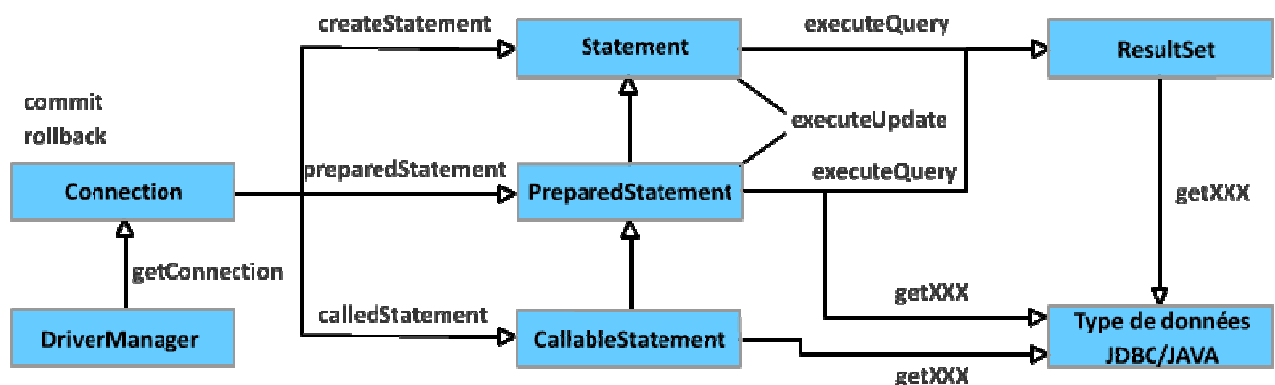 createStatement
Statement
executeQuery
ResultSet
commit
rollback
executeUpdate
preparedStatement
executeQuery
Connection
PreparedStatement
getXXX
getConnection
getXXX
calledStatement
DriverManager
CallableStatement
Type de données
JDBC/JAVA
getXXX